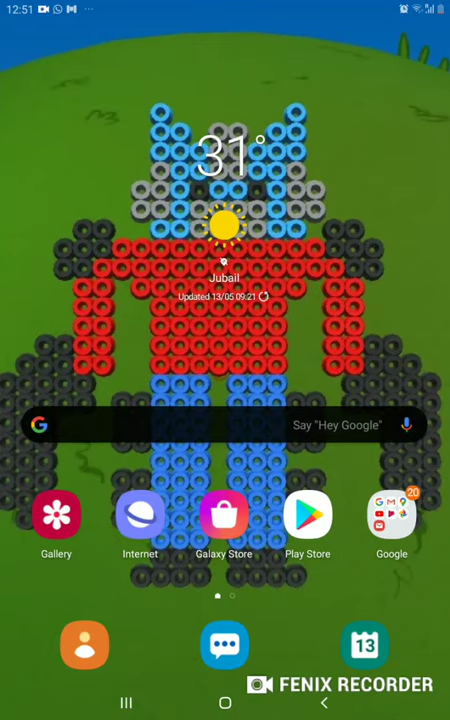 12:51
31°
Jubail
Updated 13/05 09:21
G Say "Hey Google"
20
Gallery
Internet
Galaxy Store
Play Store
Google
13
FENIX RECORDER